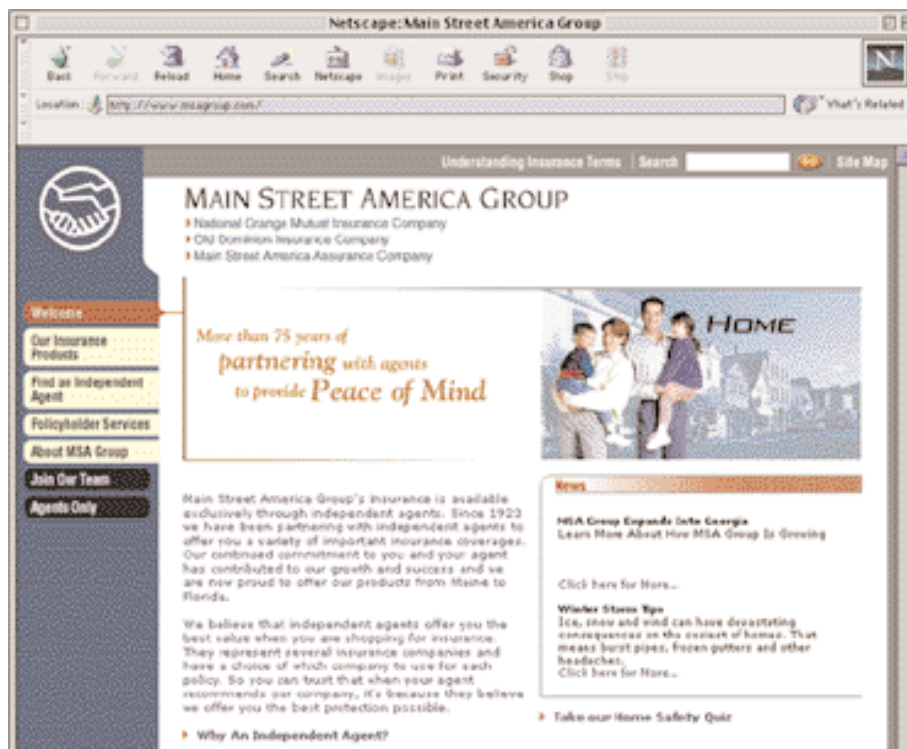 Netscape: Main Street America Group
Back Forward Reload Home Search Netscape Images Print Security Shop Stop
Location: http://www.msagroup.com/ What's Related
Understanding Insurance Terms Search GO Site Map
MAIN STREET AMERICA GROUP
National Grange Mutual Insurance Company
Old Dominion Insurance Company
Main Street America Assurance Company
Welcome
Our Insurance
Products
Find an Independent
Agent
Policyholder Services
About MSA Group
Join Our Team
Agents Only
More than 75 years of
partnering with agents
to provide Peace of Mind
HOME
Main Street America Group's insurance is available
exclusively through independent agents. Since 1923
we have been partnering with independent agents to
offer you a variety of important insurance coverages.
Our continued commitment to you and your agent
has contributed to our growth and success and we
are now proud to offer our products from Maine to
Florida.
We believe that independent agents offer you the
best value when you are shopping for insurance.
They represent several insurance companies and
have a choice of which company to use for each
policy. So you can trust that when your agent
recommends our company, it's because they believe
we offer you the best protection possible.
Why An Independent Agent?
News
MSA Group Expands Into Georgia
Learn More About How MSA Group Is Growing
Click here for More...
Winter Storm Tips
Ice, snow and wind can have devastating
consequences on the coziest of homes. That
means burst pipes, frozen gutters and other
headaches.
Click here for More...
Take our Home Safety Quiz